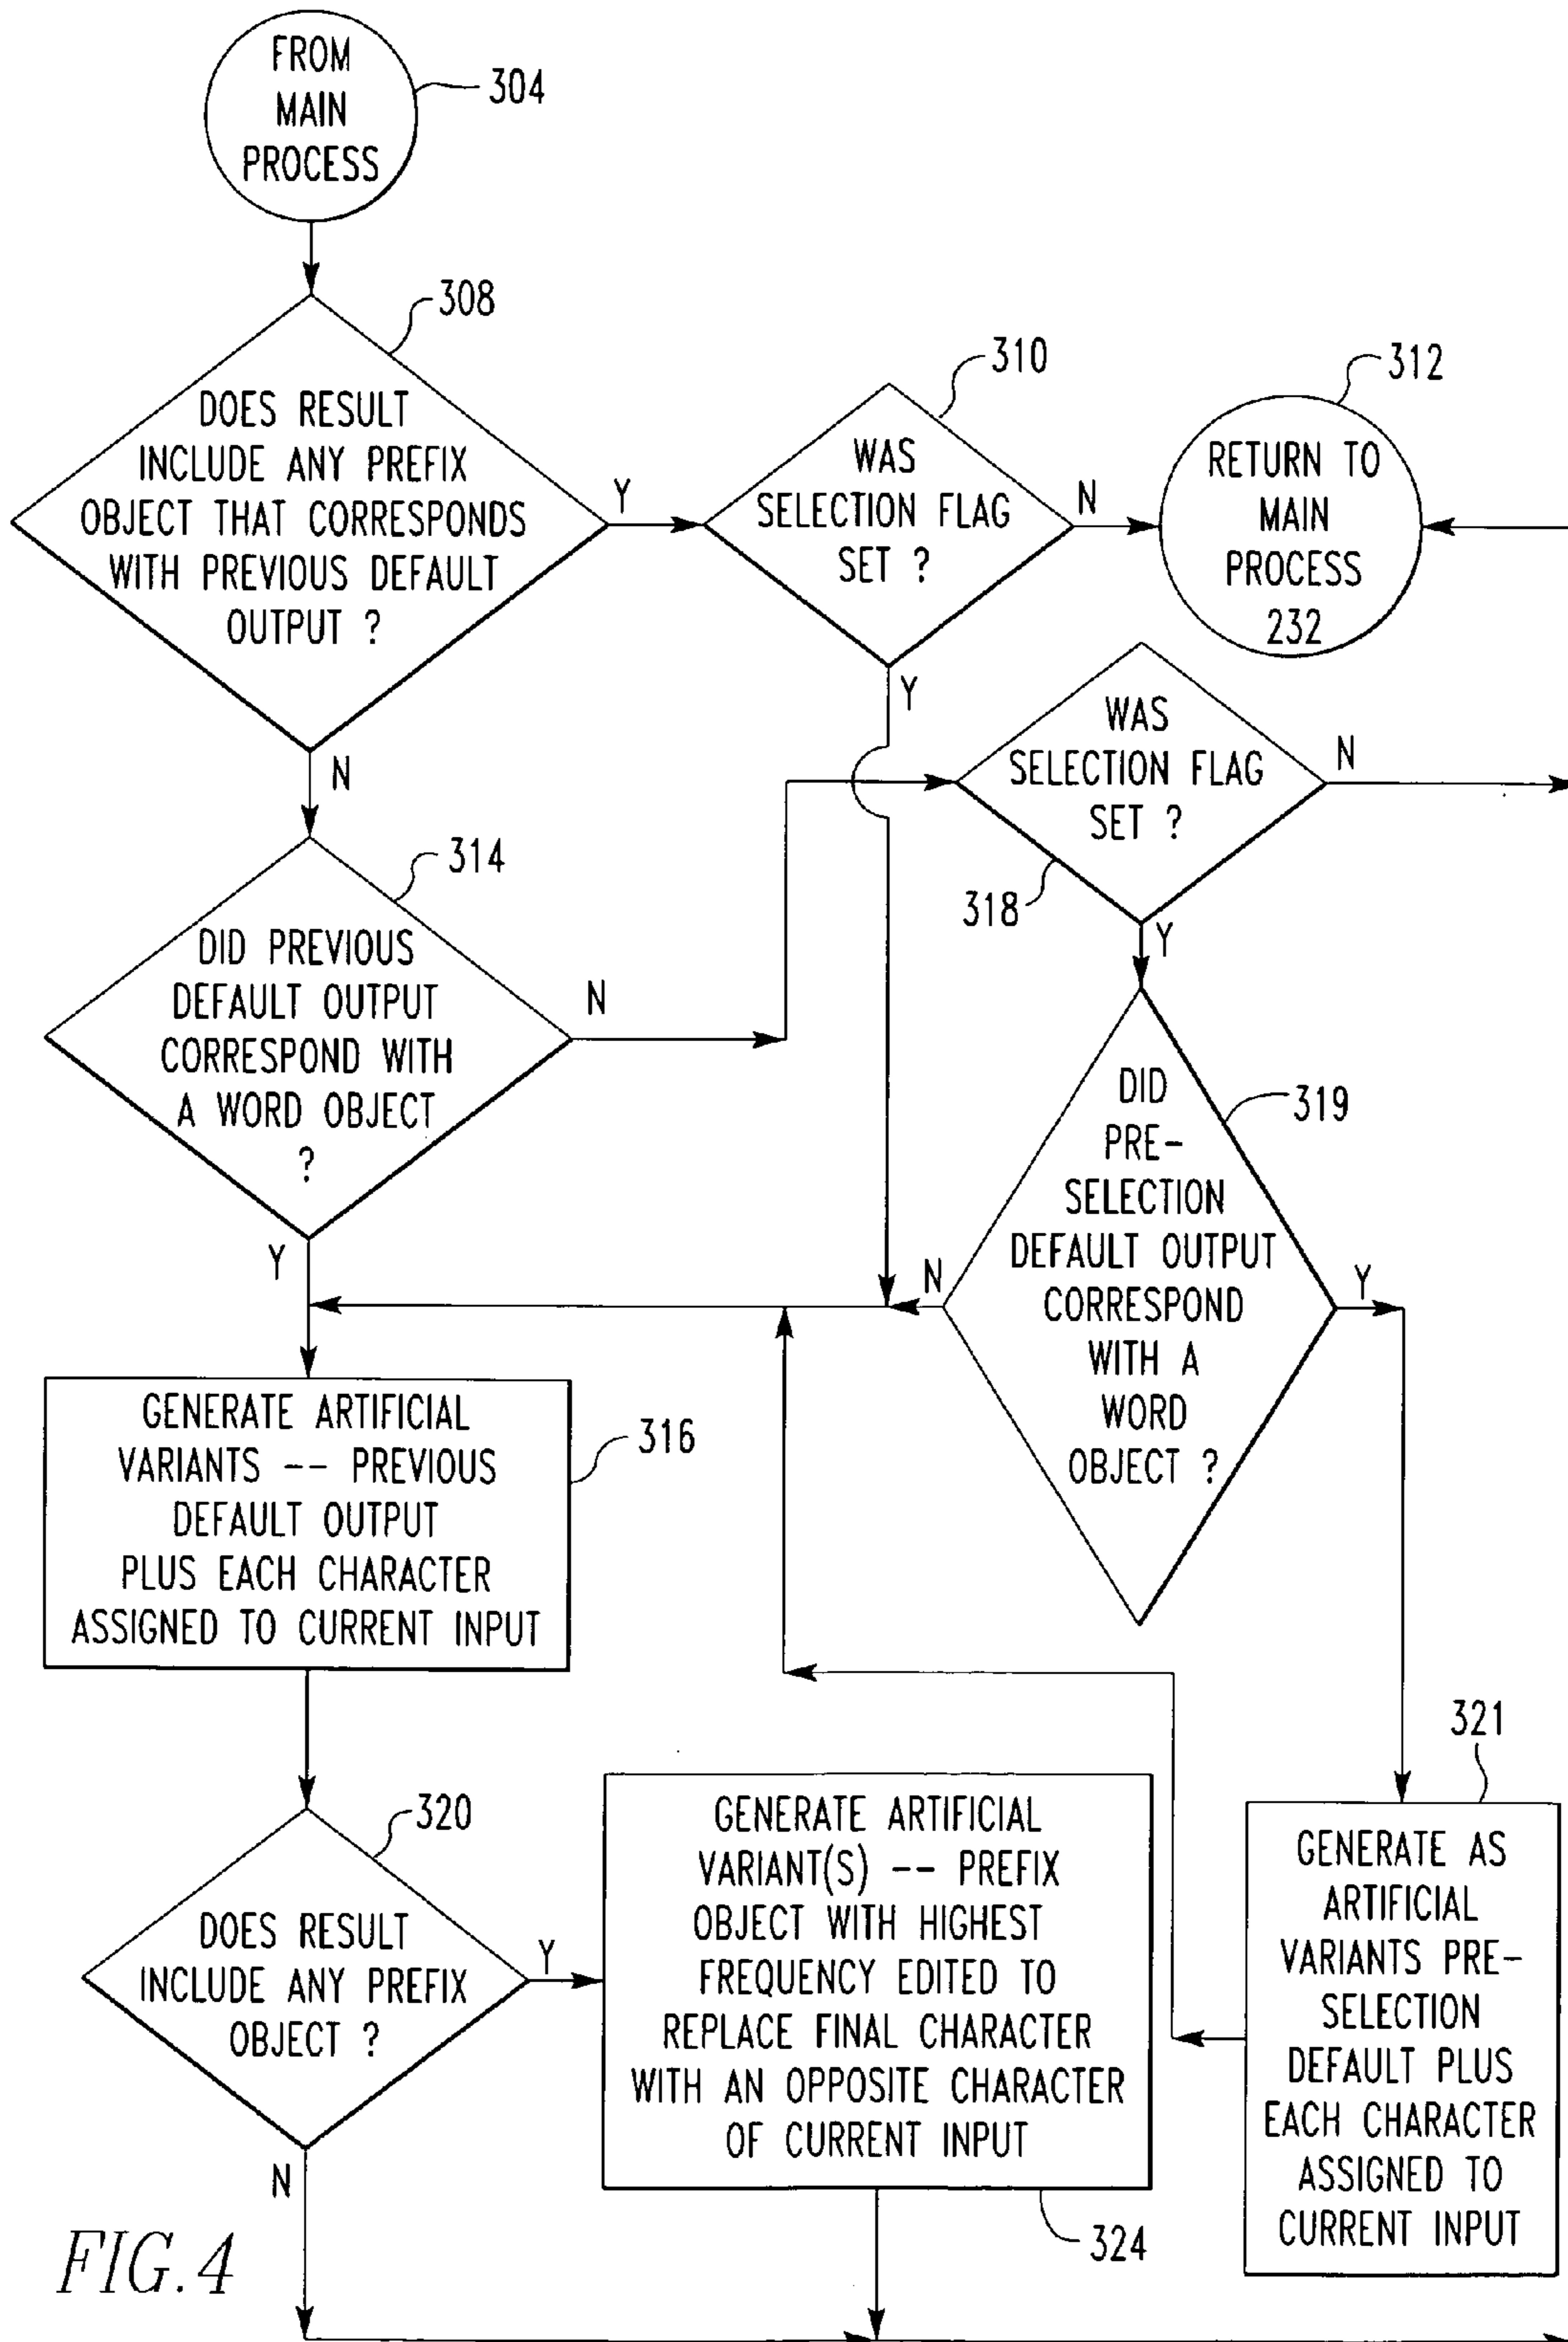 FROM
MAIN
PROCESS
304
308
DOES RESULT
INCLUDE ANY PREFIX
OBJECT THAT CORRESPONDS
WITH PREVIOUS DEFAULT
OUTPUT ?
Y
N
310
WAS
SELECTION FLAG
SET ?
N
Y
312
RETURN TO
MAIN
PROCESS
232
314
DID PREVIOUS
DEFAULT OUTPUT
CORRESPOND WITH
A WORD OBJECT
?
N
Y
WAS
SELECTION FLAG
SET ?
N
318
Y
DID
PRE-
SELECTION
DEFAULT OUTPUT
CORRESPOND
WITH A
WORD
OBJECT ?
319
N
Y
GENERATE ARTIFICIAL
VARIANTS -- PREVIOUS
DEFAULT OUTPUT
PLUS EACH CHARACTER
ASSIGNED TO CURRENT INPUT
316
320
DOES RESULT
INCLUDE ANY PREFIX
OBJECT ?
Y
N
GENERATE ARTIFICIAL
VARIANT(S) -- PREFIX
OBJECT WITH HIGHEST
FREQUENCY EDITED TO
REPLACE FINAL CHARACTER
WITH AN OPPOSITE CHARACTER
OF CURRENT INPUT
324
321
GENERATE AS
ARTIFICIAL
VARIANTS PRE-
SELECTION
DEFAULT PLUS
EACH CHARACTER
ASSIGNED TO
CURRENT INPUT
FIG.4